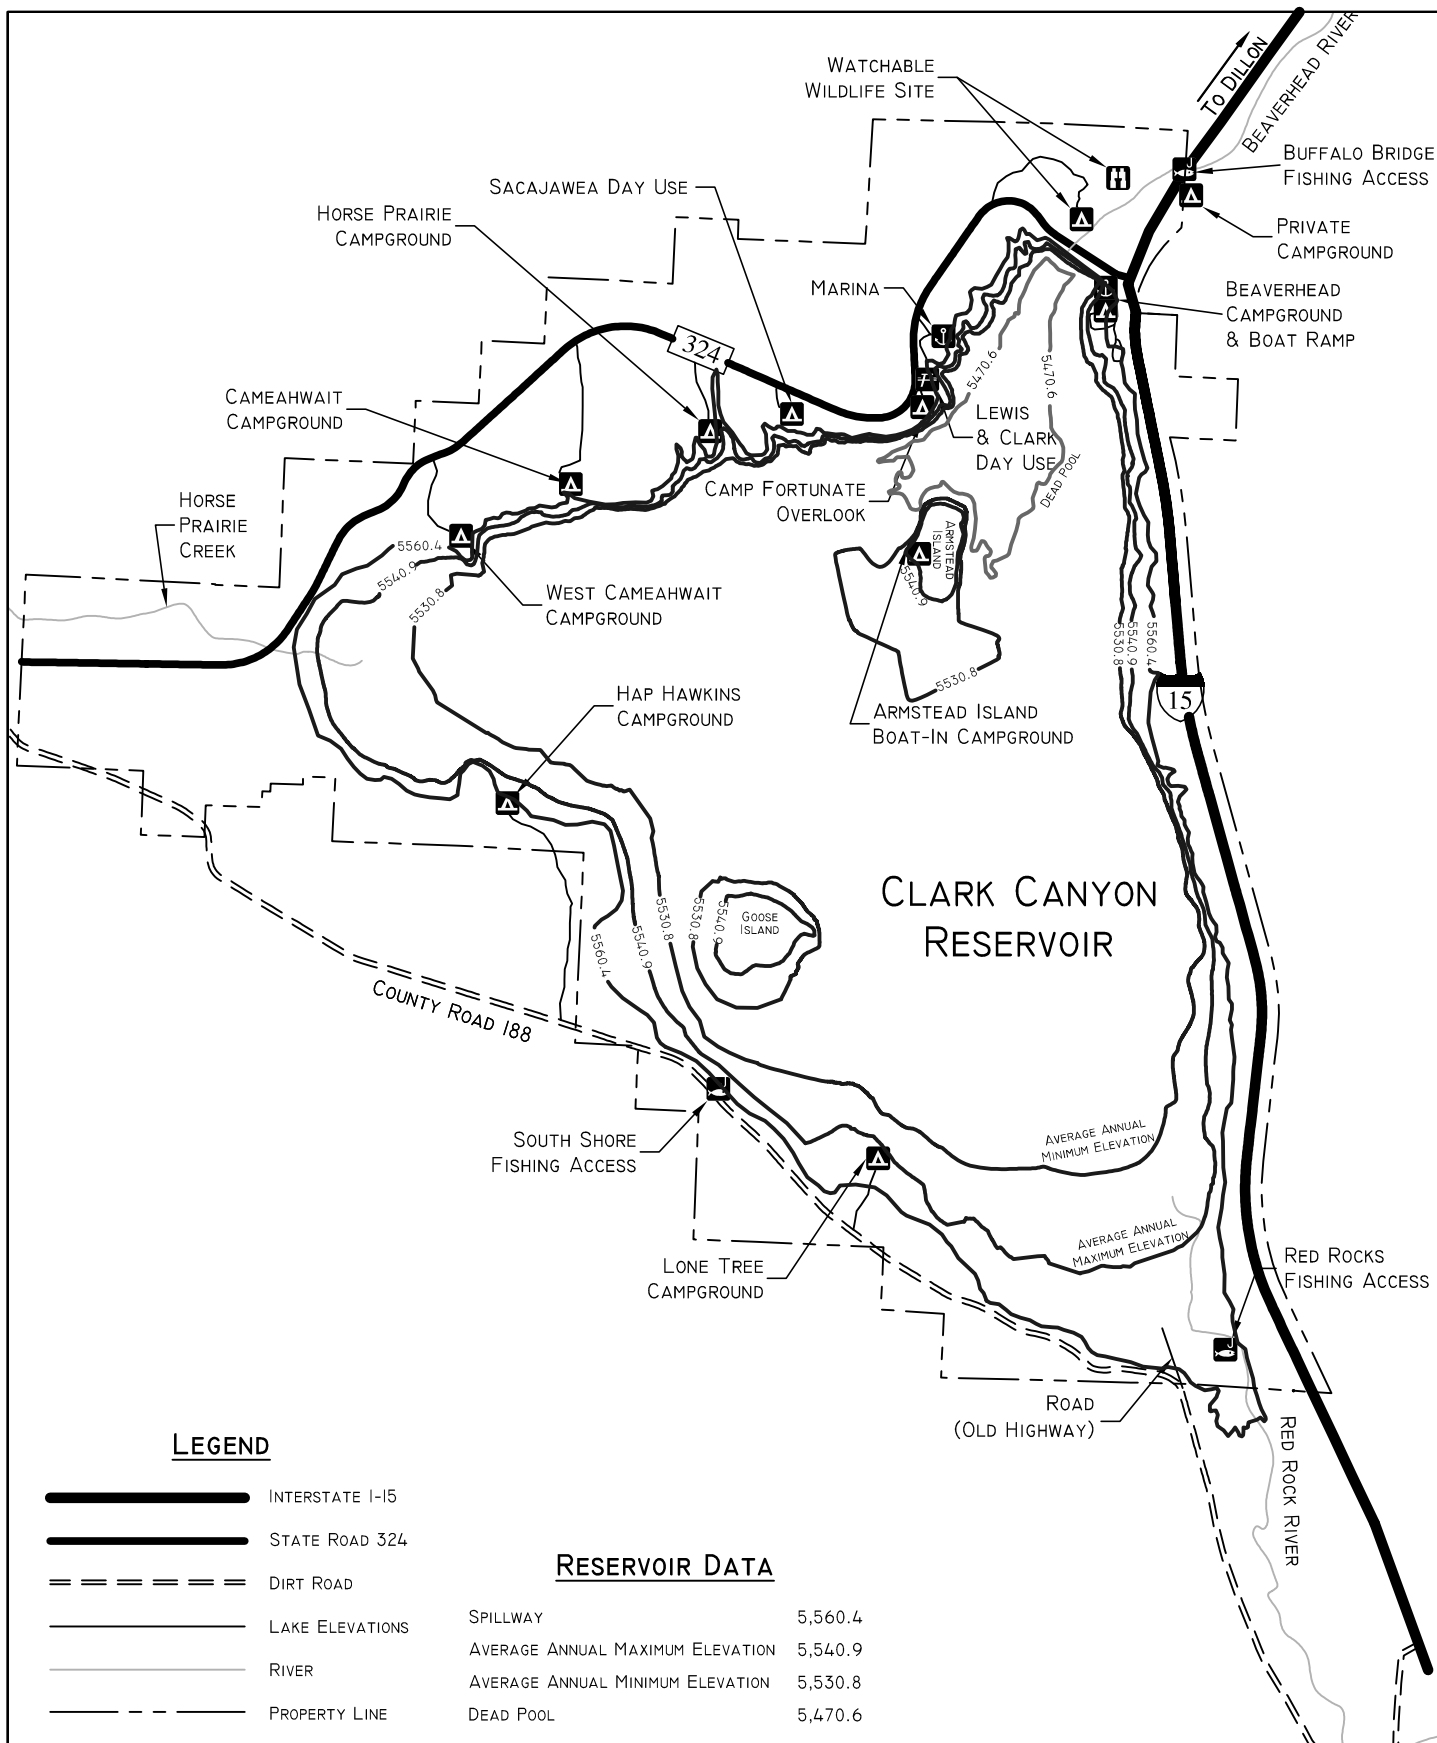 To Dillon
Beaverhead River
Watchable
Wildlife Site
Buffalo Bridge
Fishing Access
Sacajawea Day Use
Horse Prairie
Campground
Private
Campground
Marina
Beaverhead
Campground
& Boat Ramp
324
5470.6
5470.6
Cameahwait
Campground
Lewis
& Clark
Day Use
Dead Pool
Camp Fortunate
Overlook
Horse
Prairie
Creek
5560.4
5540.9
5530.8
Armstead
Island
5540.9
West Cameahwait
Campground
5530.8
5540.9
5560.4
5530.8
15
Hap Hawkins
Campground
Armstead Island
Boat-In Campground
Clark Canyon
Reservoir
Goose
Island
5530.8
5540.9
5530.8
5540.9
5560.4
County Road 188
South Shore
Fishing Access
Average Annual
Minimum Elevation
Average Annual
Maximum Elevation
Lone Tree
Campground
Red Rocks
Fishing Access
Road
(Old Highway)
Red Rock River
Legend
Interstate I-15
State Road 324
Dirt Road
Lake Elevations
River
Property Line
Reservoir Data
Spillway 5,560.4
Average Annual Maximum Elevation 5,540.9
Average Annual Minimum Elevation 5,530.8
Dead Pool 5,470.6